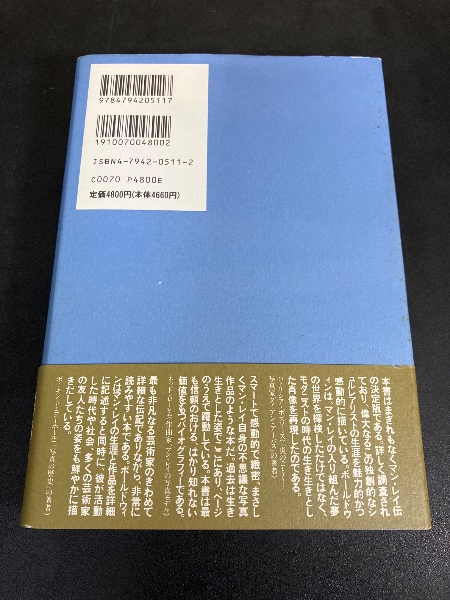 9784794205117
1910070048002
ISBN4-7942-0511-2
C0070 P4800E
定価4800円(本体4660円)
本書はまぎれもなくマン・レイ伝
の決定版である。詳しく調査され
ており、偉大なるこの独創的なシ
ュルレアリストの生涯を魅力的かつ
感動的に描いている。ボールドウ
ィンは、マン・レイの入り組んだ夢
の世界を探検しただけではなく、
モダニストの時代の生き生きとし
た肖像を再現してみせたのである。
スマートで感動的で緻密、まさし
くマン・レイ自身の不思議な写真
作品のような本だ。過去は生き
生きとした姿でここにあり、ページ
のうえで躍動している。本書は最
も信頼のおける、はかり知れない
価値をもつバイオグラフィーである。
最も非凡なる芸術家のきわめて
詳細な伝記でありながら、非常に
読みやすい本でもある。ボールドウィ
ンはマン・レイの生涯と作品を詳細
に記述すると同時に、彼が活動
した時代や社会、多くの芸術家
の友人たちの姿をも鮮やかに描
きだしている。
(『写真の歴史』の著者)